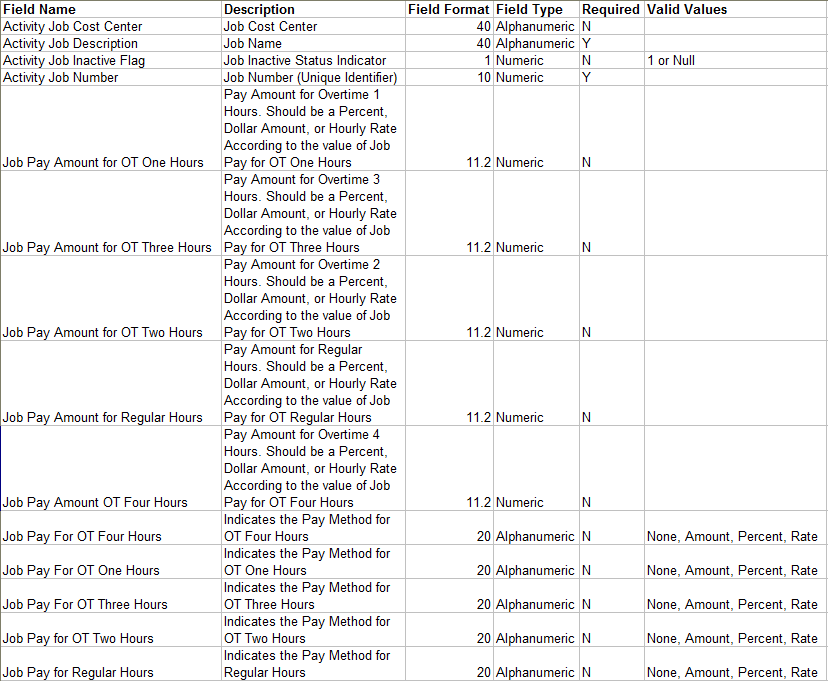 Field Name Description Field Format Field Type Required Valid Values
Activity Job Cost Center Job Cost Center 40 Alphanumeric N
Activity Job Description Job Name 40 Alphanumeric Y
Activity Job Inactive Flag Job Inactive Status Indicator 1 Numeric N 1 or Null
Activity Job Number Job Number (Unique Identifier) 10 Numeric Y
Pay Amount for Overtime 1
Hours. Should be a Percent,
Dollar Amount, or Hourly Rate
According to the value of Job
Job Pay Amount for OT One Hours Pay for OT One Hours 11.2 Numeric N
Pay Amount for Overtime 3
Hours. Should be a Percent,
Dollar Amount, or Hourly Rate
According to the value of Job
Job Pay Amount for OT Three Hours Pay for OT Three Hours 11.2 Numeric N
Pay Amount for Overtime 2
Hours. Should be a Percent,
Dollar Amount, or Hourly Rate
According to the value of Job
Job Pay Amount for OT Two Hours Pay for OT Two Hours 11.2 Numeric N
Pay Amount for Regular
Hours. Should be a Percent,
Dollar Amount, or Hourly Rate
According to the value of Job
Job Pay Amount for Regular Hours Pay for OT Regular Hours 11.2 Numeric N
Pay Amount for Overtime 4
Hours. Should be a Percent,
Dollar Amount, or Hourly Rate
According to the value of Job
Job Pay Amount OT Four Hours Pay for OT Four Hours 11.2 Numeric N
Indicates the Pay Method for
Job Pay For OT Four Hours OT Four Hours 20 Alphanumeric N None, Amount, Percent, Rate
Indicates the Pay Method for
Job Pay For OT One Hours OT One Hours 20 Alphanumeric N None, Amount, Percent, Rate
Indicates the Pay Method for
Job Pay For OT Three Hours OT Three Hours 20 Alphanumeric N None, Amount, Percent, Rate
Indicates the Pay Method for
Job Pay for OT Two Hours OT Two Hours 20 Alphanumeric N None, Amount, Percent, Rate
Indicates the Pay Method for
Job Pay for Regular Hours Regular Hours 20 Alphanumeric N None, Amount, Percent, Rate